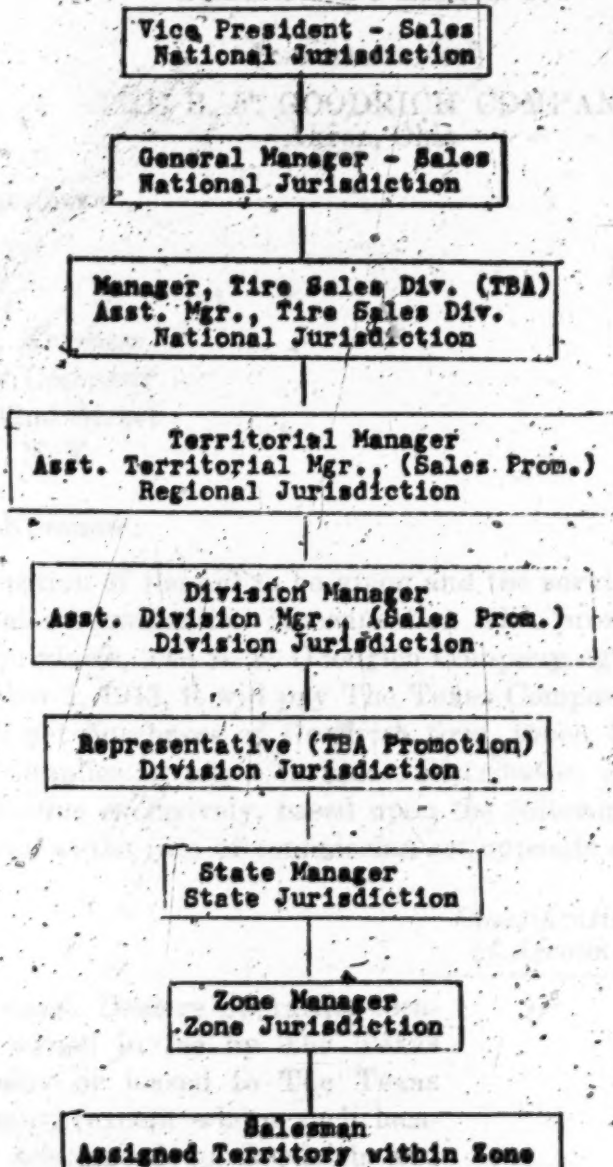 Vice President - Sales
National Jurisdiction
General Manager - Sales
National Jurisdiction
Manager, Tire Sales Div. (TBA)
Asst. Mgr., Tire Sales Div.
National Jurisdiction
Territorial Manager
Asst. Territorial Mgr., (Sales Prom.)
Regional Jurisdiction
Division Manager
Asst. Division Mgr., (Sales Prom.)
Division Jurisdiction
Representative (TBA Promotion)
Division Jurisdiction
State Manager
State Jurisdiction
Zone Manager
Zone Jurisdiction
Salesman
Assigned Territory within Zone